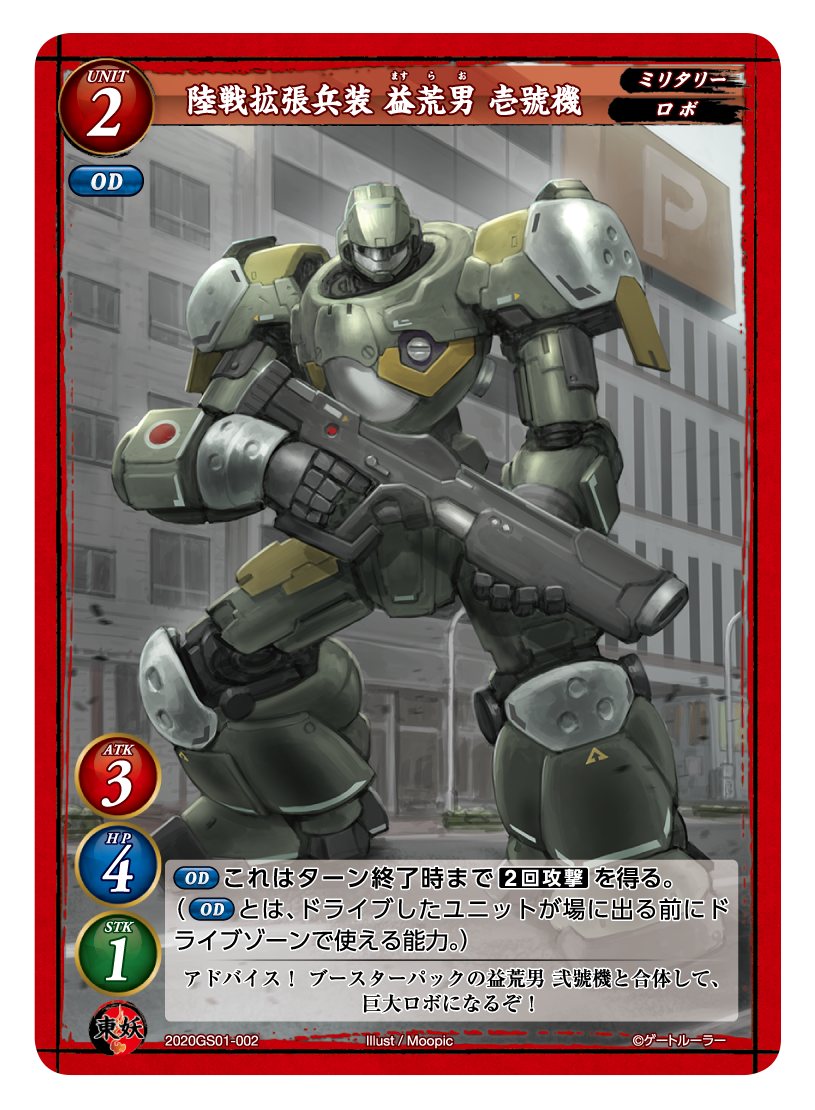 UNIT
2
ますらお
陸戦拡張兵装 益荒男 壱號機
ミリタリー
ロボ
OD
P
ATK
3
HP
4
STK
1
OD これはターン終了時まで 2回攻撃 を得る。
（OD とは、ドライブしたユニットが場に出る前にド
ライブゾーンで使える能力。）
アドバイス！ ブースターパックの益荒男 弐號機と合体して、
巨大ロボになるぞ！
東妖
2020GS01-002
Illust / Moopic
©ゲートルーラー